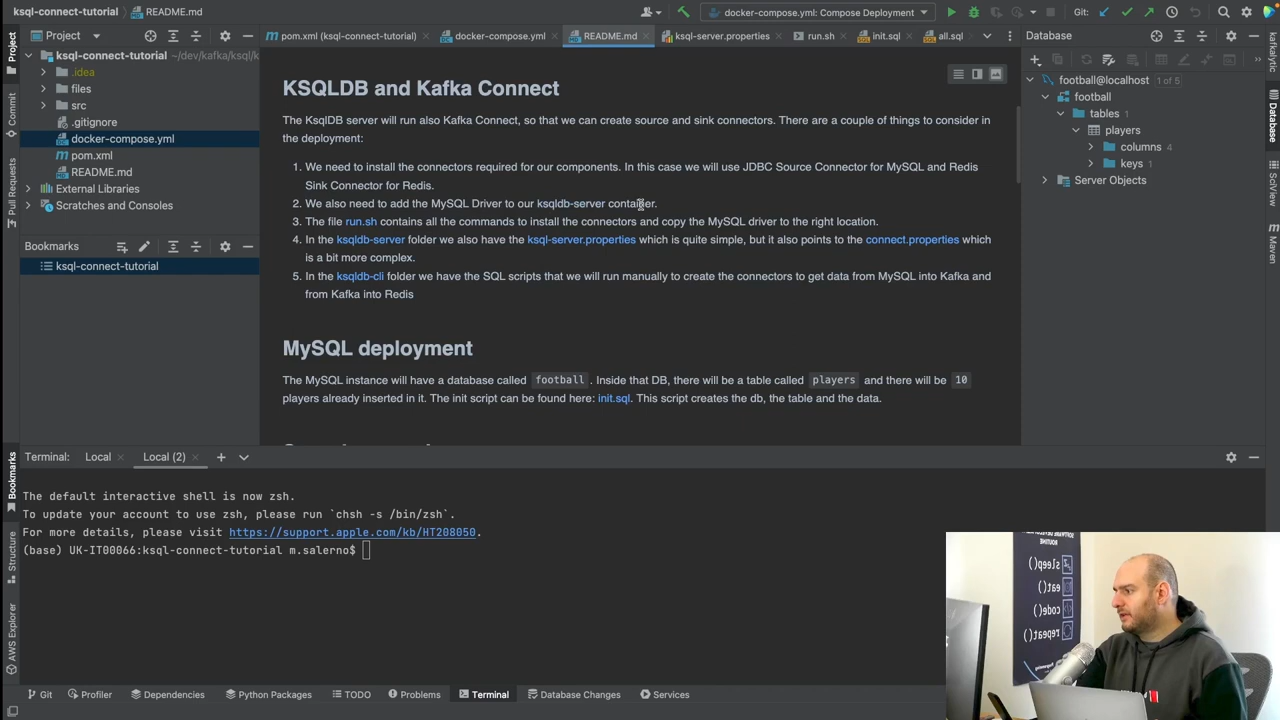 ksql-connect-tutorial
README.md
docker-compose.yml: Compose Deployment
Git:
Project
pom.xml (ksql-connect-tutorial)
docker-compose.yml
README.md
ksql-server.properties
run.sh
init.sql
all.sql
Database
ksql-connect-tutorial ~/dev/kafka/ksql/k
.idea
files
src
.gitignore
docker-compose.yml
pom.xml
README.md
External Libraries
Scratches and Consoles
Bookmarks
ksql-connect-tutorial
KSQLDB and Kafka Connect
The KsqlDB server will run also Kafka Connect, so that we can create source and sink connectors. There are a couple of things to consider in
the deployment:
1. We need to install the connectors required for our components. In this case we will use JDBC Source Connector for MySQL and Redis
Sink Connector for Redis.
2. We also need to add the MySQL Driver to our ksqldb-server container.
3. The file run.sh contains all the commands to install the connectors and copy the MySQL driver to the right location.
4. In the ksqldb-server folder we also have the ksql-server.properties which is quite simple, but it also points to the connect.properties which
is a bit more complex.
5. In the ksqldb-cli folder we have the SQL scripts that we will run manually to create the connectors to get data from MySQL into Kafka and
from Kafka into Redis
MySQL deployment
The MySQL instance will have a database called football. Inside that DB, there will be a table called players and there will be 10
players already inserted in it. The init script can be found here: init.sql. This script creates the db, the table and the data.
football@localhost 1 of 5
football
tables 1
players
columns 4
keys 1
Server Objects
Project
Commit
Pull Requests
Bookmarks
Structure
AWS Explorer
kafkalytic
Database
SciView
Maven
Terminal:
Local
Local (2)
The default interactive shell is now zsh.
To update your account to use zsh, please run `chsh -s /bin/zsh`.
For more details, please visit https://support.apple.com/kb/HT208050.
(base) UK-IT00066:ksql-connect-tutorial m.salerno$
Git
Profiler
Dependencies
Python Packages
TODO
Problems
Terminal
Database Changes
Services
sleep()
eat()
code()
repeat()